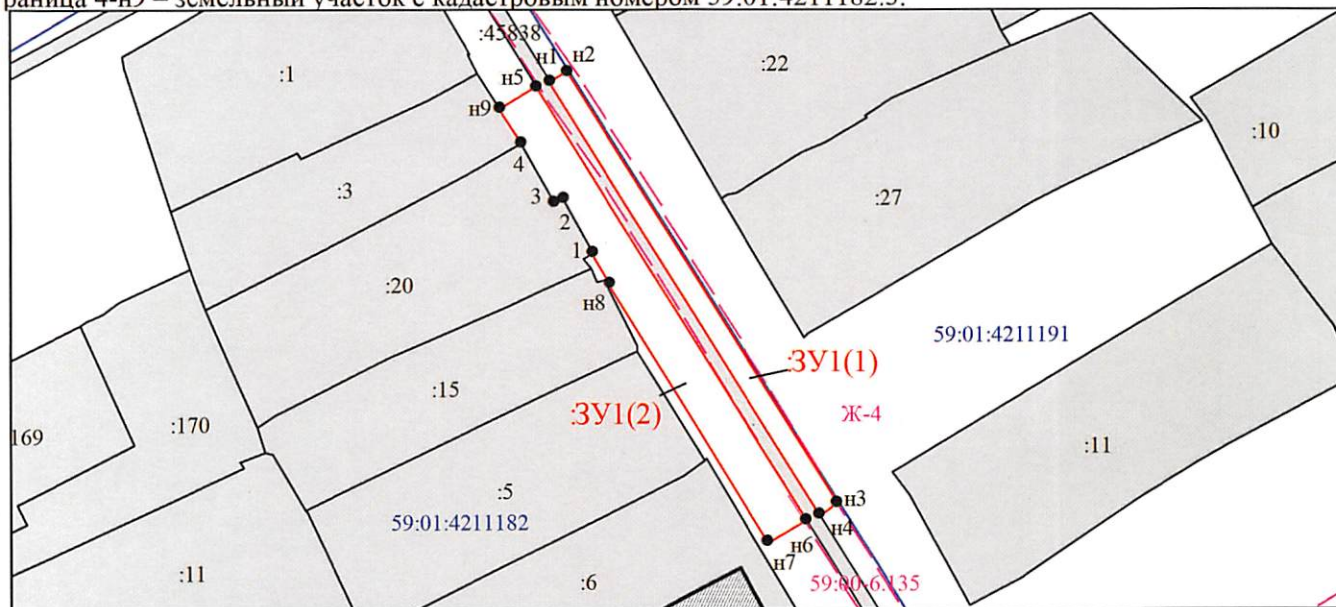 раница 4-н9 – земельный участок с кадастровым номером 59:01:4211182:3.
:45838
н1
н2
:1
н5
:22
н9
:10
4
:3
3
2
:27
1
:20
н8
59:01:4211191
:ЗУ1(1)
:15
:ЗУ1(2)
Ж-4
169
:170
:11
:5
н3
59:01:4211182
н4
н6
н7
:11
:6
59:00-6.135